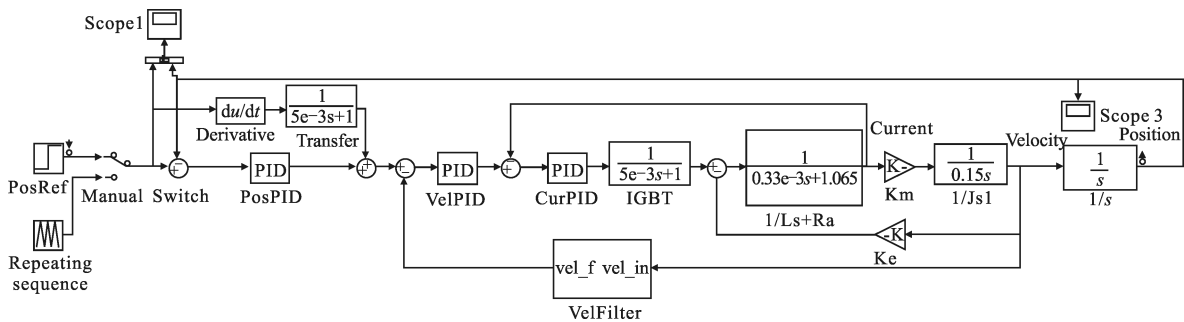 Scope1
du/dt
Derivative
1
5e−3s+1
Transfer
Scope 3
Position
Current
Velocity
PosRef
Manual
Switch
PID
PosPID
PID
VelPID
PID
CurPID
1
5e−3s+1
IGBT
1
0.33e−3s+1.065
1/Ls+Ra
K-
Km
1
0.15s
1/Js1
1
s
1/s
-K
Ke
Repeating
sequence
vel_f vel_in
VelFilter